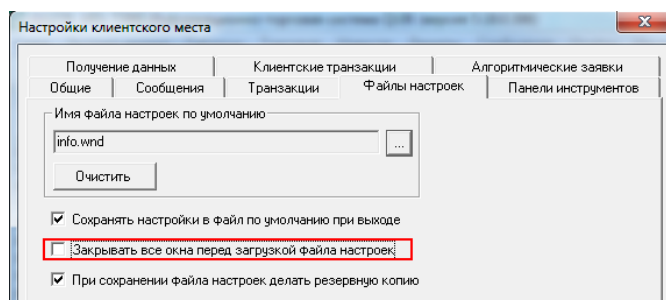 Настройки клиентского места
Получение данных
Клиентские транзакции
Алгоритмические заявки
Общие
Сообщения
Транзакции
Файлы настроек
Панели инструментов
Имя файла настроек по умолчанию
info.wnd
...
Очистить
Сохранять настройки в файл по умолчанию при выходе
Закрывать все окна перед загрузкой файла настроек
При сохранении файла настроек делать резервную копию